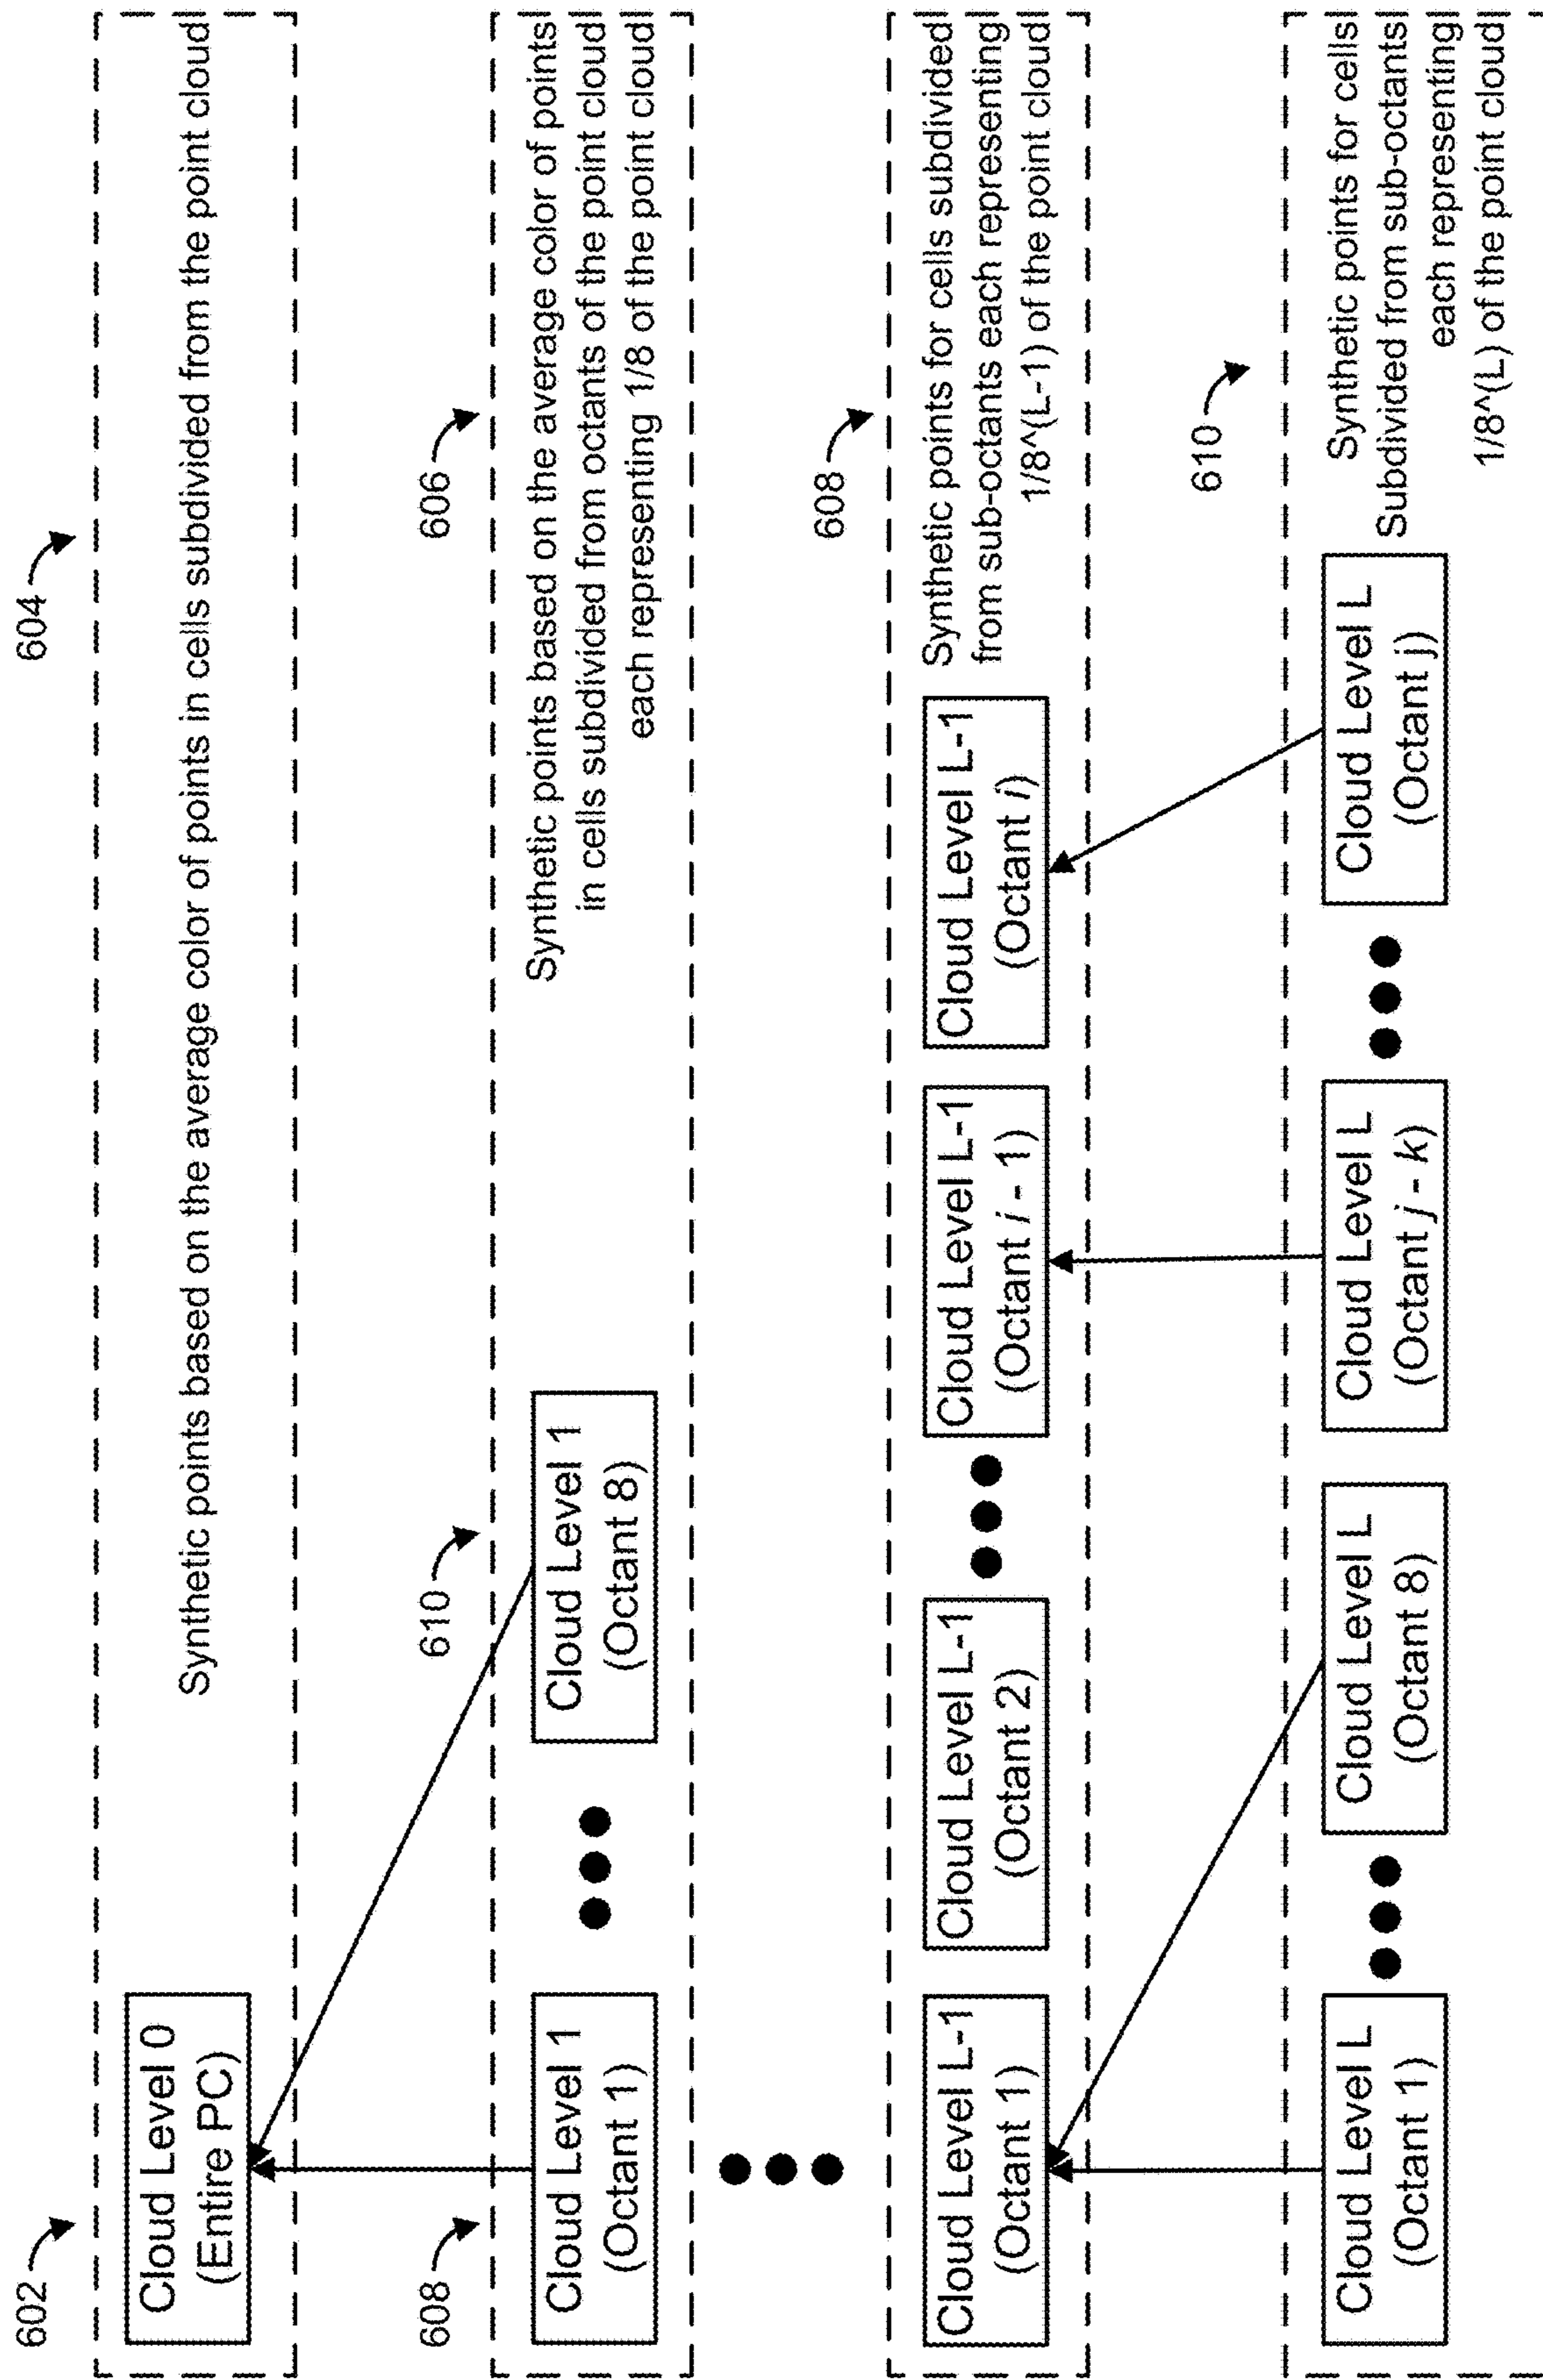 602
604
Cloud Level 0
(Entire PC)
Synthetic points based on the average color of points in cells subdivided from the point cloud
608
610
606
Cloud Level 1
(Octant 1)
Cloud Level 1
(Octant 8)
Synthetic points based on the average color of points
in cells subdivided from octants of the point cloud
each representing 1/8 of the point cloud
608
Cloud Level L-1
(Octant 1)
Cloud Level L-1
(Octant 2)
Cloud Level L-1
(Octant i - 1)
Cloud Level L-1
(Octant i)
Synthetic points for cells subdivided
from sub-octants each representing
1/8^(L-1) of the point cloud
610
Cloud Level L
(Octant 1)
Cloud Level L
(Octant 8)
Cloud Level L
(Octant j - k)
Cloud Level L
(Octant j)
Synthetic points for cells
Subdivided from sub-octants
each representing
1/8^(L) of the point cloud